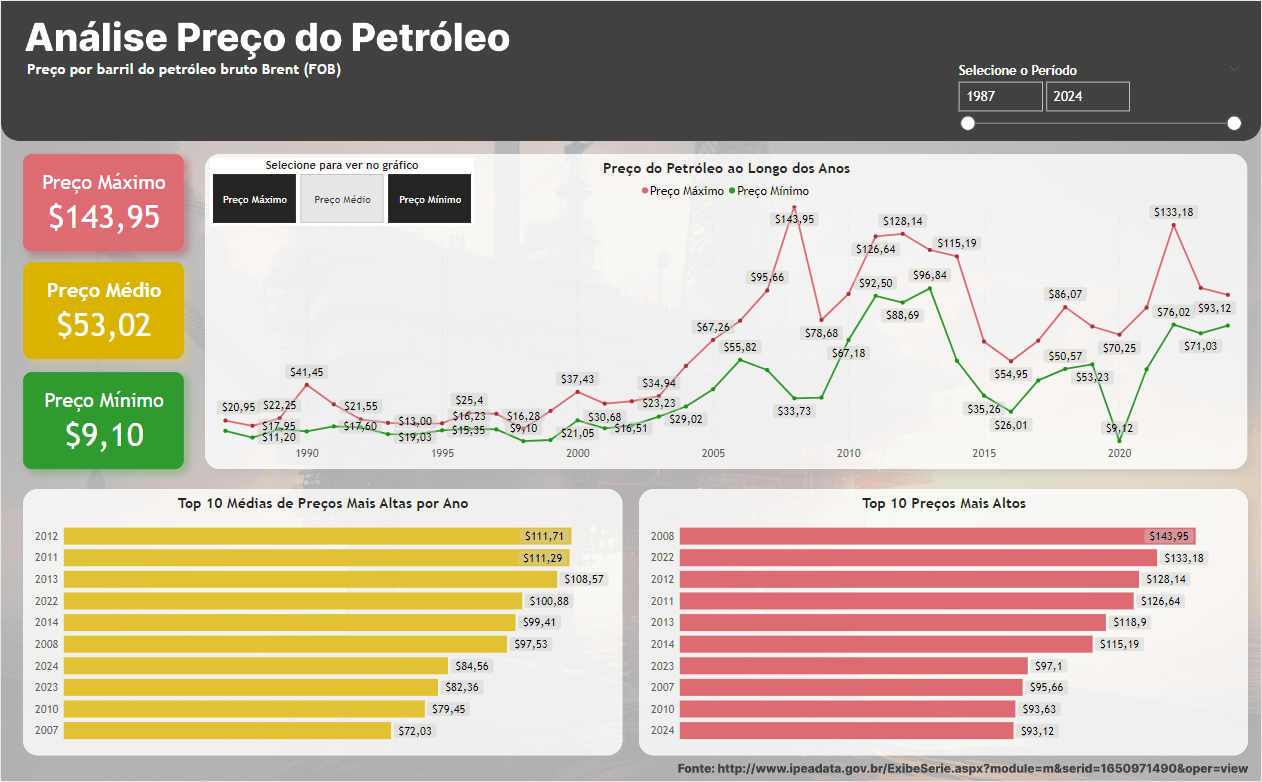 Análise Preço do Petróleo
Preço por barril do petróleo bruto Brent (FOB)
Selecione o Período
1987 2024
Preço Máximo
$143,95
Preço Médio
$53,02
Preço Mínimo
$9,10
Selecione para ver no gráfico
Preço Máximo Preço Médio Preço Mínimo
Preço do Petróleo ao Longo dos Anos
Preço Máximo Preço Mínimo
$20,95 $22,25 $41,45 $21,55 $13,00 $25,4 $16,28 $37,43 $34,94 $67,26 $95,66 $143,95 $78,68 $126,64 $128,14 $115,19 $54,95 $86,07 $70,25 $133,18 $93,12
$17,95 $11,20 $17,60 $19,03 $16,23 $15,35 $9,10 $21,05 $30,68 $16,51 $23,23 $29,02 $55,82 $33,73 $67,18 $92,50 $88,69 $96,84 $35,26 $26,01 $50,57 $53,23 $9,12 $76,02 $71,03
1990 1995 2000 2005 2010 2015 2020
Top 10 Médias de Preços Mais Altas por Ano
2012 $111,71
2011 $111,29
2013 $108,57
2022 $100,88
2014 $99,41
2008 $97,53
2024 $84,56
2023 $82,36
2010 $79,45
2007 $72,03
Top 10 Preços Mais Altos
2008 $143,95
2022 $133,18
2012 $128,14
2011 $126,64
2013 $118,9
2014 $115,19
2023 $97,1
2007 $95,66
2010 $93,63
2024 $93,12
Fonte: http://www.ipeadata.gov.br/ExibeSerie.aspx?module=m&serid=1650971490&oper=view